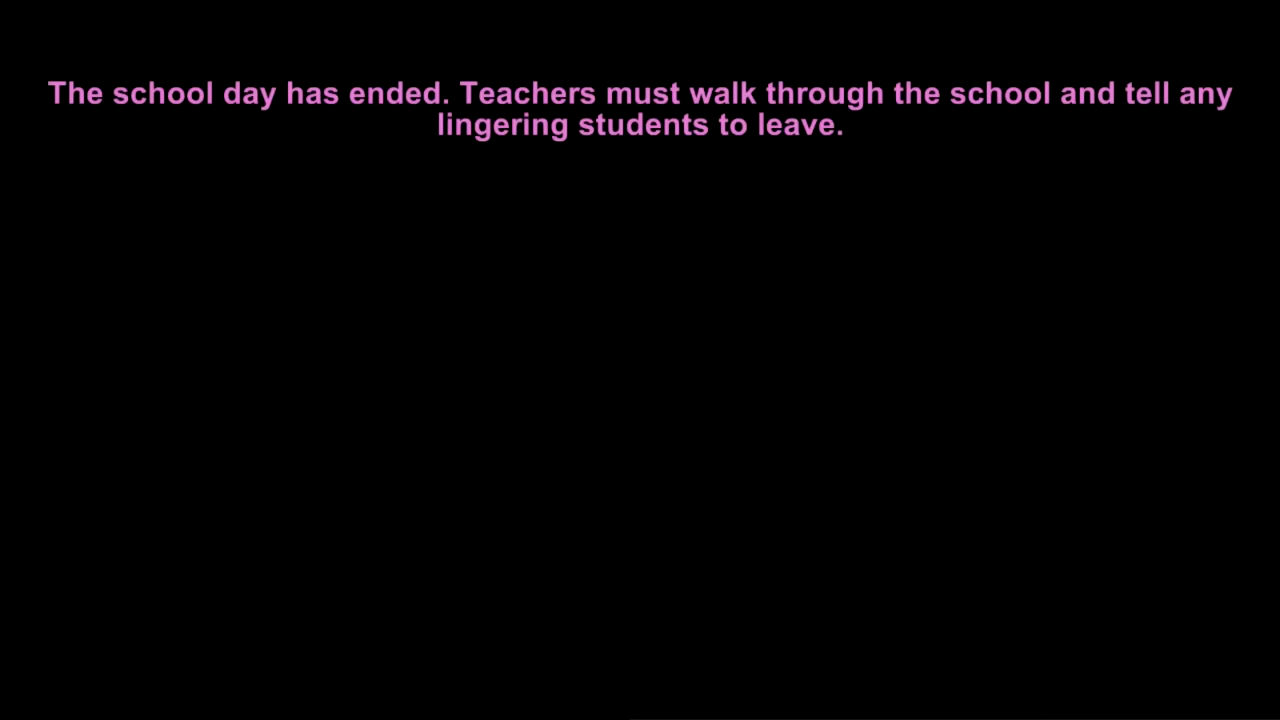 The school day has ended. Teachers must walk through the school and tell any
lingering students to leave.